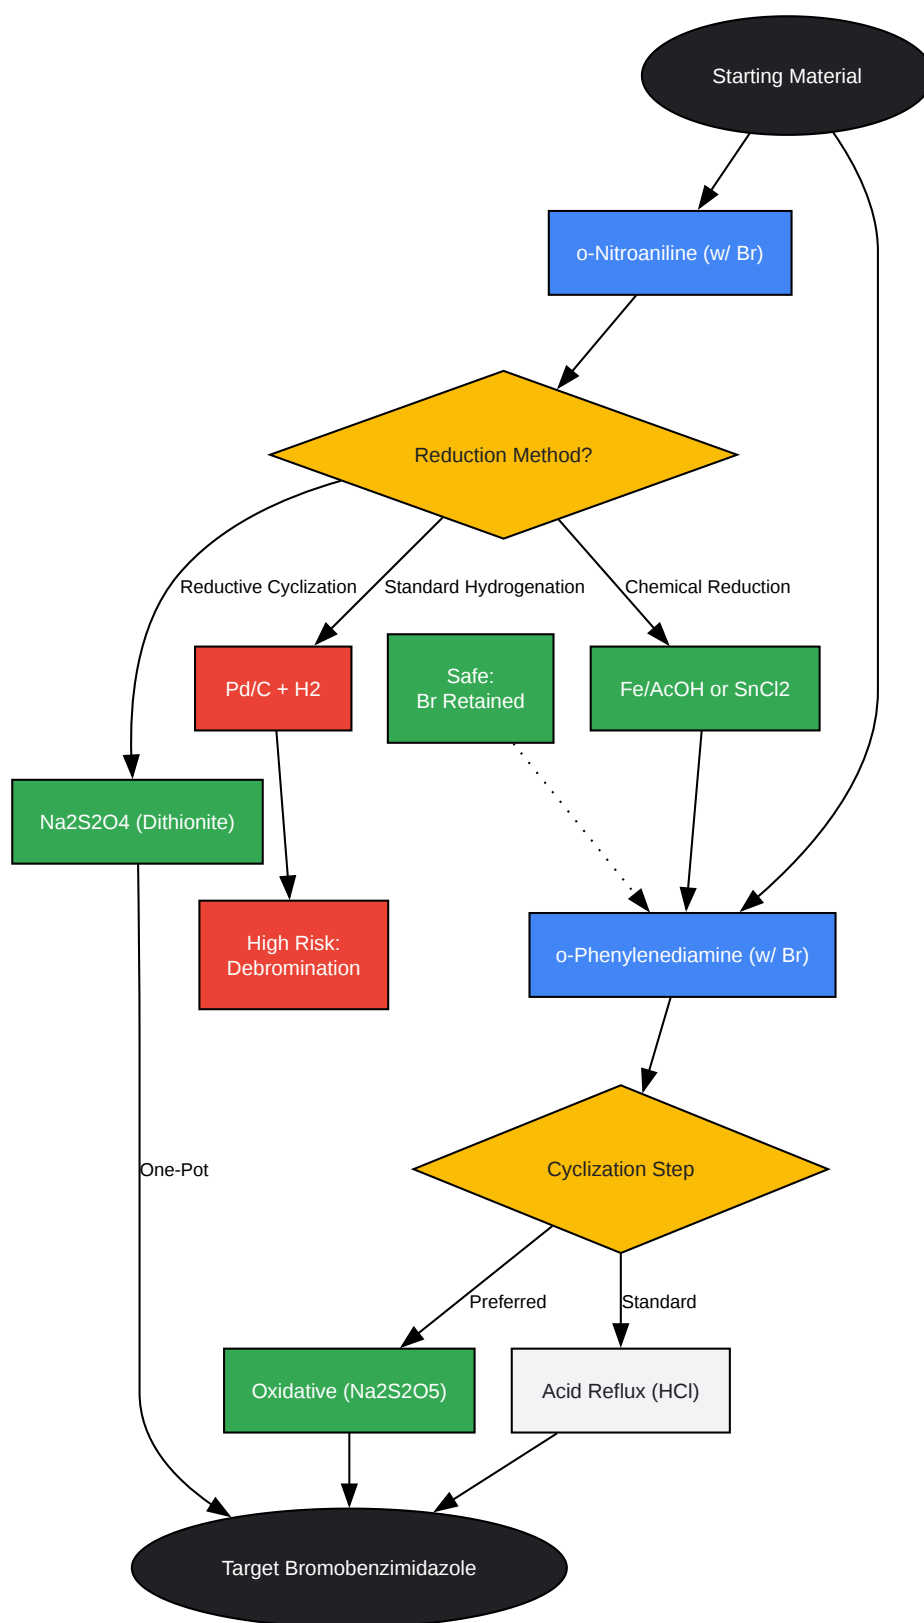 Starting Material
o-Nitroaniline (w/ Br)
Reduction Method?
Reductive Cyclization
Standard Hydrogenation
Chemical Reduction
Pd/C + H2
Safe:
Br Retained
Fe/AcOH or SnCl2
Na2S2O4 (Dithionite)
High Risk:
Debromination
o-Phenylenediamine (w/ Br)
One-Pot
Cyclization Step
Preferred
Standard
Oxidative (Na2S2O5)
Acid Reflux (HCl)
Target Bromobenzimidazole